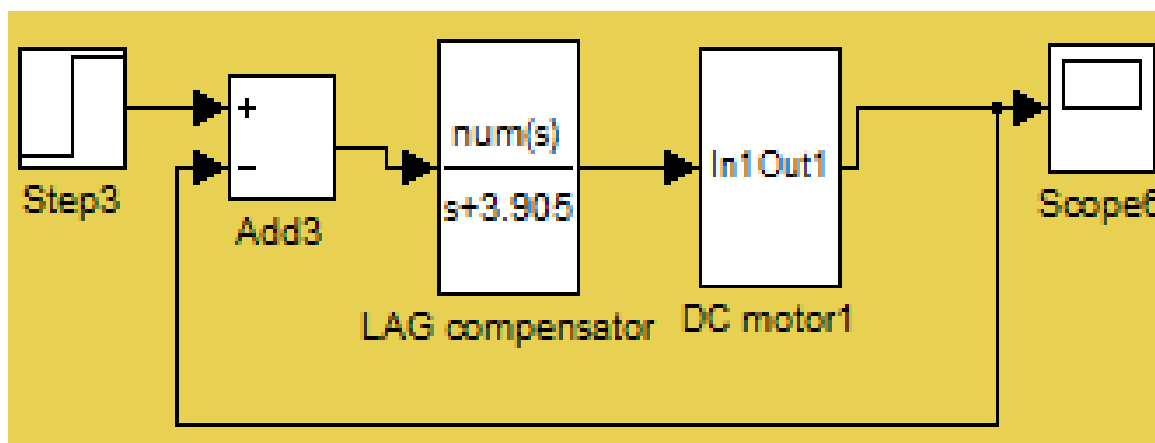 Step3
+
−
Add3
num(s)
s+3.905
LAG compensator
In1Out1
DC motor1
Scope6